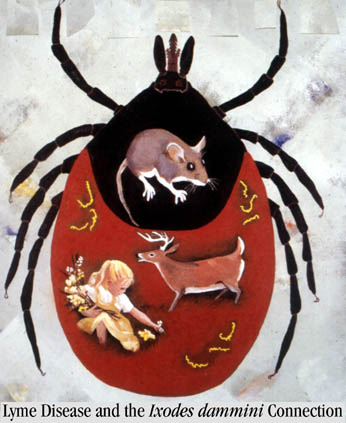 Lyme Disease and the Ixodes dammini Connection